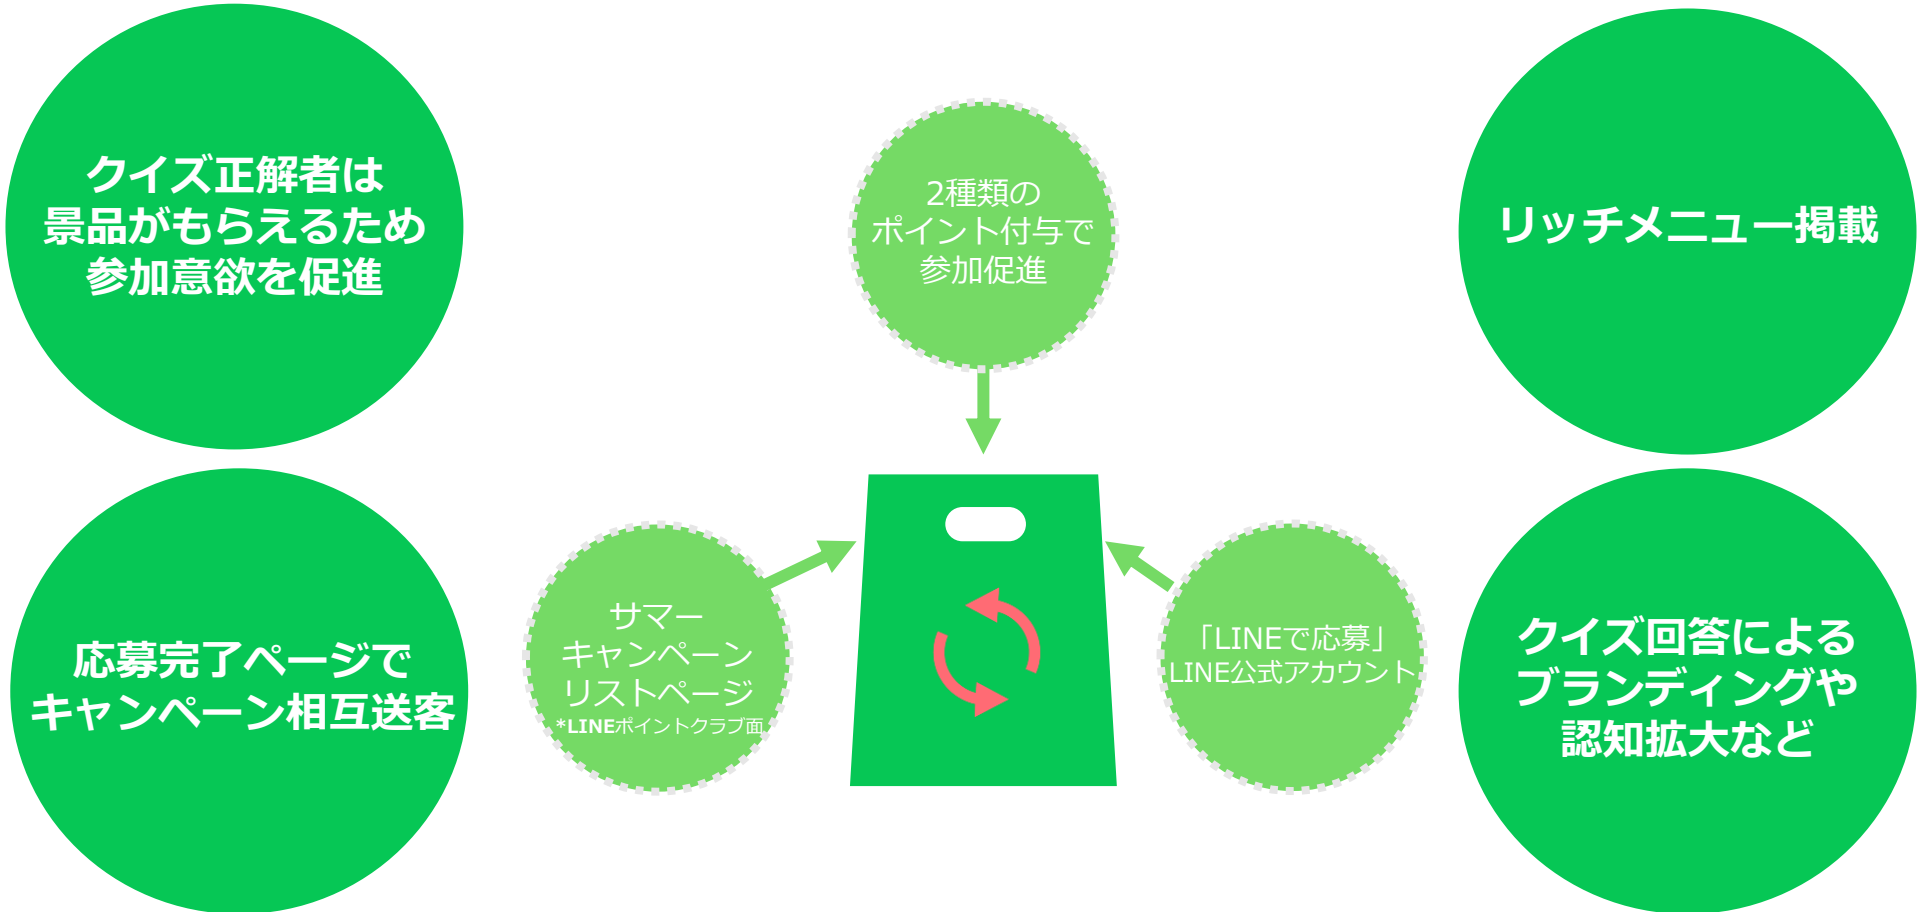 クイズ正解者は
景品がもらえるため
参加意欲を促進
2種類の
ポイント付与で
参加促進
リッチメニュー掲載
応募完了ページで
キャンペーン相互送客
サマー
キャンペーン
リストページ
*LINEポイントクラブ面
「LINEで応募」
LINE公式アカウント
クイズ回答による
ブランディングや
認知拡大など